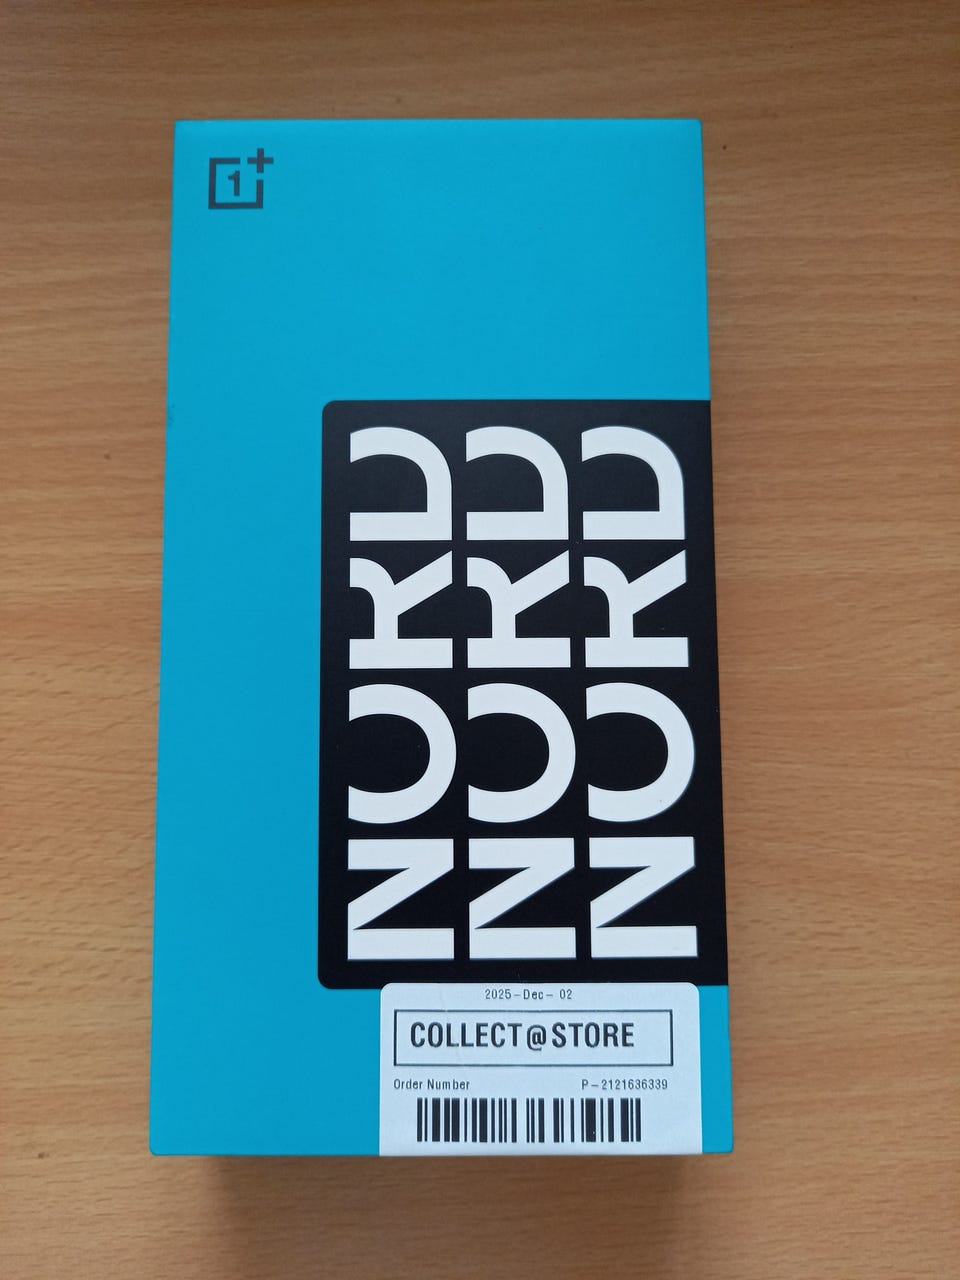 1+
NORD
NORD
NORD
2025-Dec-02
COLLECT@STORE
Order Number P-2121636339